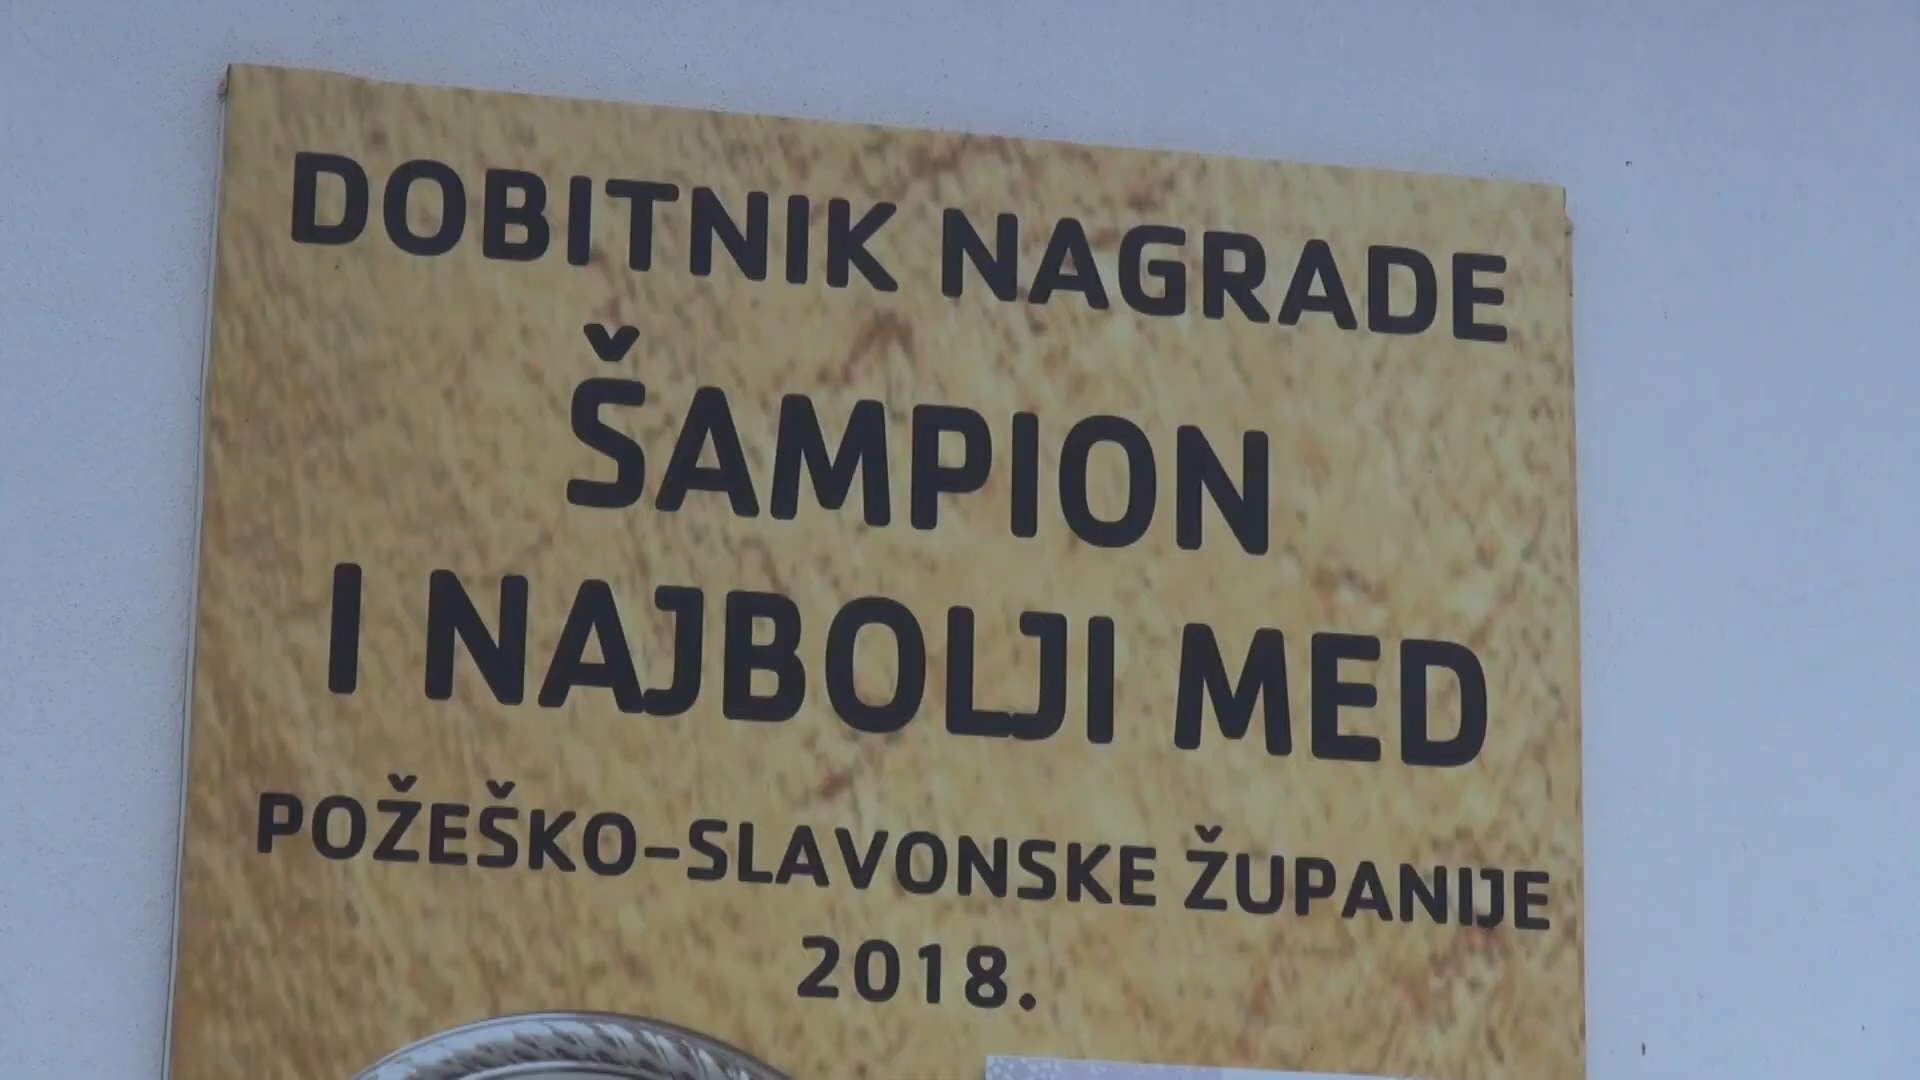 DOBITNIK NAGRADE
ŠAMPION
I NAJBOLJI MED
POŽEŠKO-SLAVONSKE ŽUPANIJE
2018.